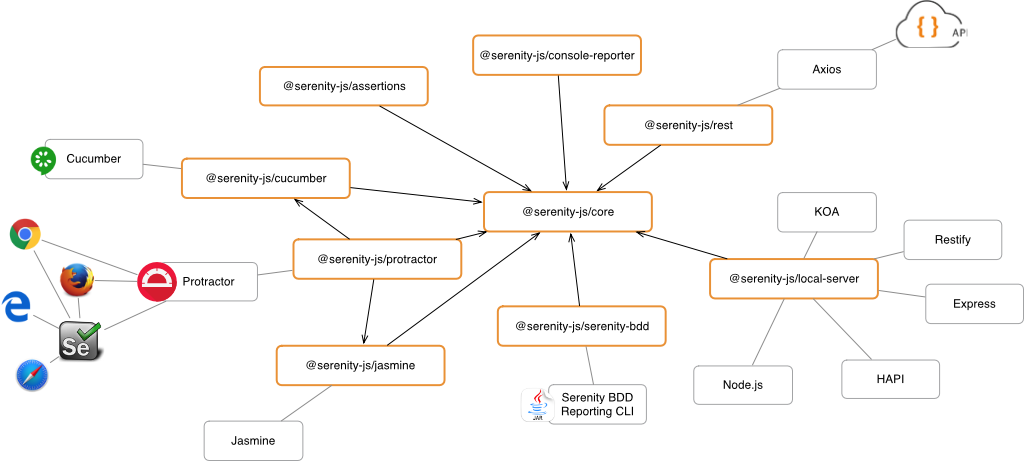 { } API
@serenity-js/console-reporter
Axios
@serenity-js/assertions
@serenity-js/rest
Cucumber
@serenity-js/cucumber
@serenity-js/core
KOA
Restify
@serenity-js/protractor
Protractor
@serenity-js/local-server
Express
@serenity-js/serenity-bdd
Se
@serenity-js/jasmine
Node.js
HAPI
Serenity BDD
Reporting CLI
JAR
Jasmine